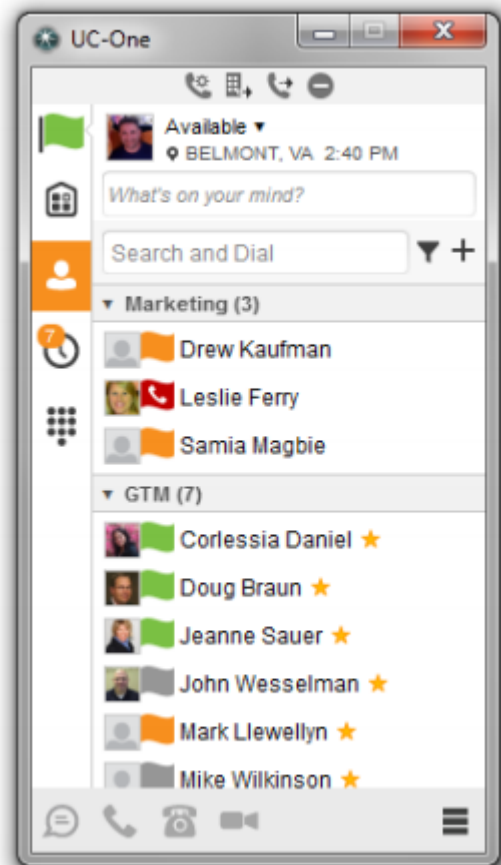 UC-One
Available ▾
BELMONT, VA 2:40 PM
What's on your mind?
Search and Dial
Marketing (3)
Drew Kaufman
7
Leslie Ferry
Samia Magbie
GTM (7)
Corlessia Daniel
Doug Braun
Jeanne Sauer
John Wesselman
Mark Llewellyn
Mike Wilkinson